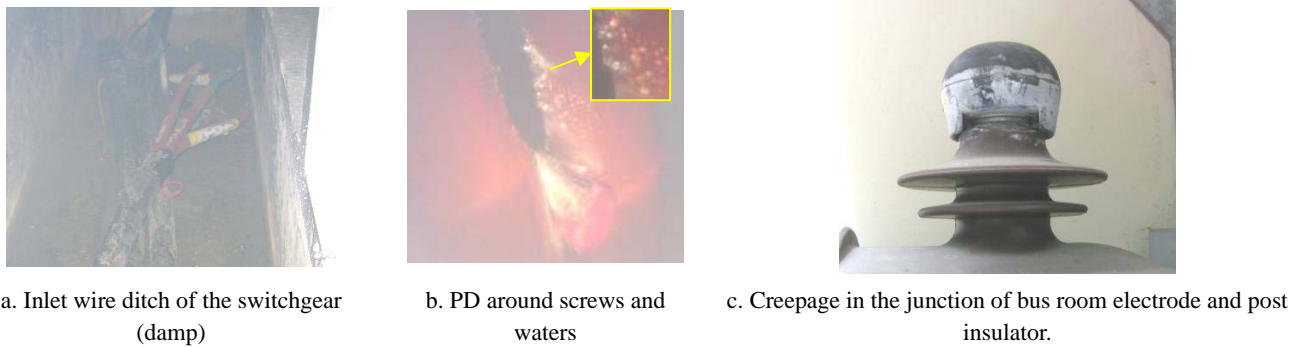 a. Inlet wire ditch of the switchgear
(damp)
b. PD around screws and
waters
c. Creepage in the junction of bus room electrode and post
insulator.